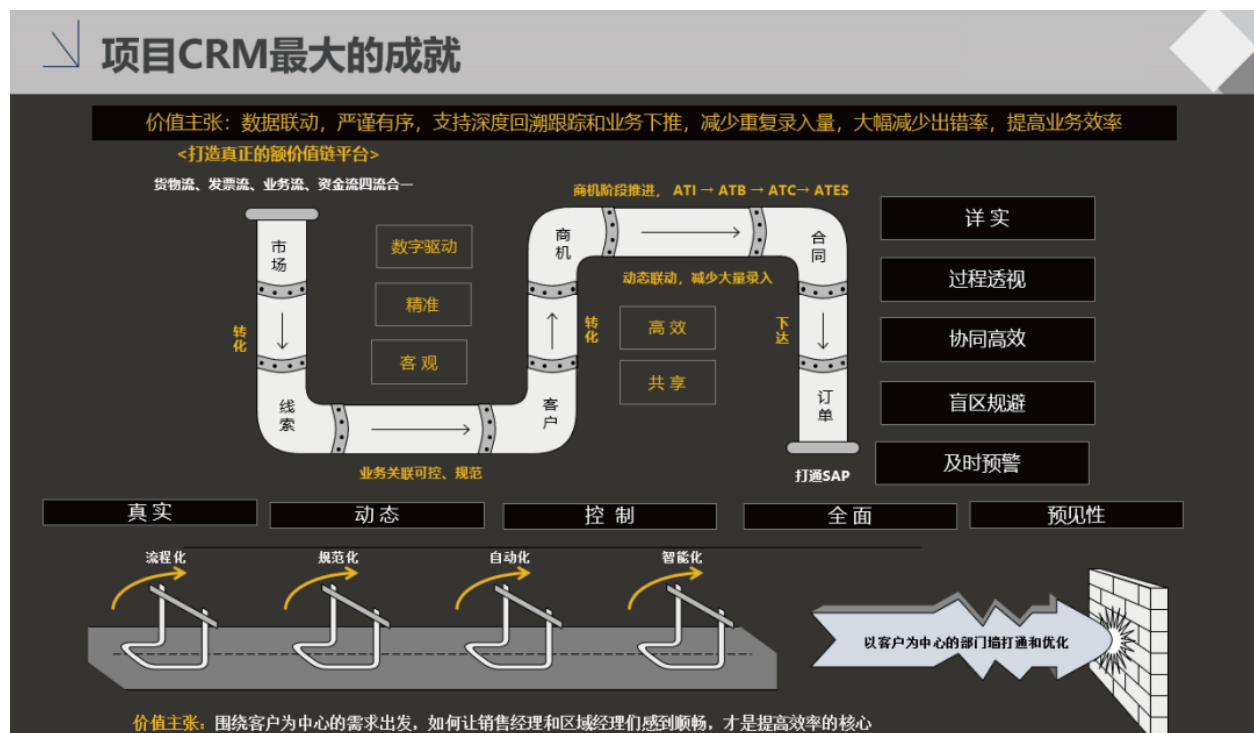 项目CRM最大的成就
价值主张：数据联动，严谨有序，支持深度回溯跟踪和业务下推，减少重复录入量，大幅减少出错率，提高业务效率
<打造真正的额价值链平台>
货物流、发票流、业务流、资金流四流合一
商机阶段推进， ATI → ATB → ATC→ ATES
市场
转化
线索
数字驱动
精准
客 观
业务关联可控、规范
客户
商机
转化
动态联动，减少大量录入
高 效
共 享
合同
下达
订单
打通SAP
详 实
过程透视
协同高效
盲区规避
及时预警
真 实
动 态
控 制
全 面
预见性
流程化
规范化
自动化
智能化
以客户为中心的部门墙打通和优化
价值主张：围绕客户为中心的需求出发，如何让销售经理和区域经理们感到顺畅，才是提高效率的核心